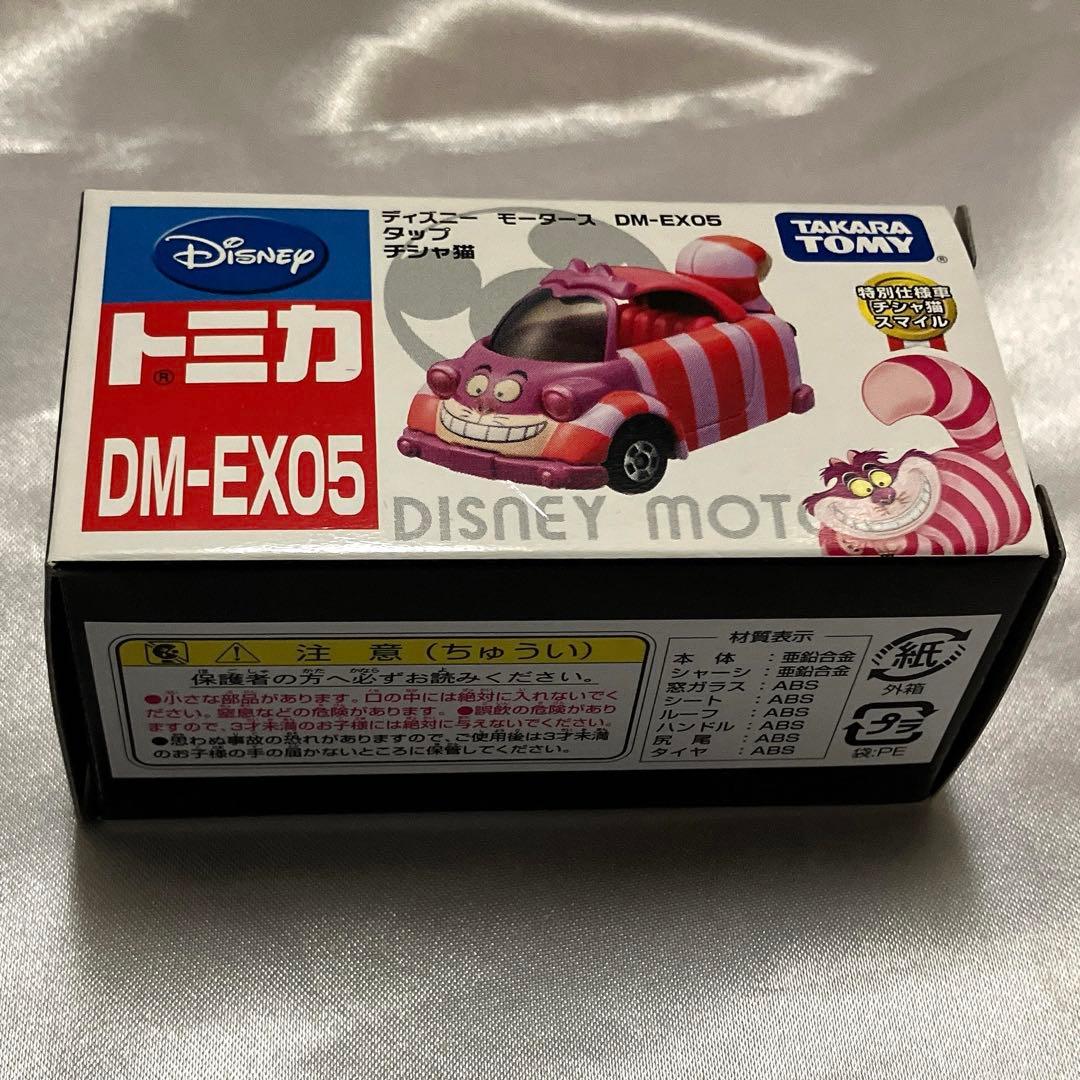 Disney
トミカ
DM-EX05
ディズニー モータース DM-EX05
タップ
チシャ猫
TAKARA
TOMY
特別仕様車
チシャ猫
スマイル
DISNEY MOTO
注意(ちゅうい)
保護者の方へ必ずお読みください。
●小さな部品があります。口の中には絶対に入れないでく
ださい。窒息などの危険があります。●誤飲の危険があり
ますので、3才未満のお子様には絶対に与えないでください。
●思わぬ事故の恐れがありますので、ご使用後は3才未満
のお子様の手の届かないところに保管してください。
材質表示
本体:亜鉛合金
シャーシ:亜鉛合金
窓ガラス:ABS
シート:ABS
ルーフ:ABS
ハンドル:ABS
尻尾:ABS
タイヤ:ABS
紙
外箱
プラ
袋:PE